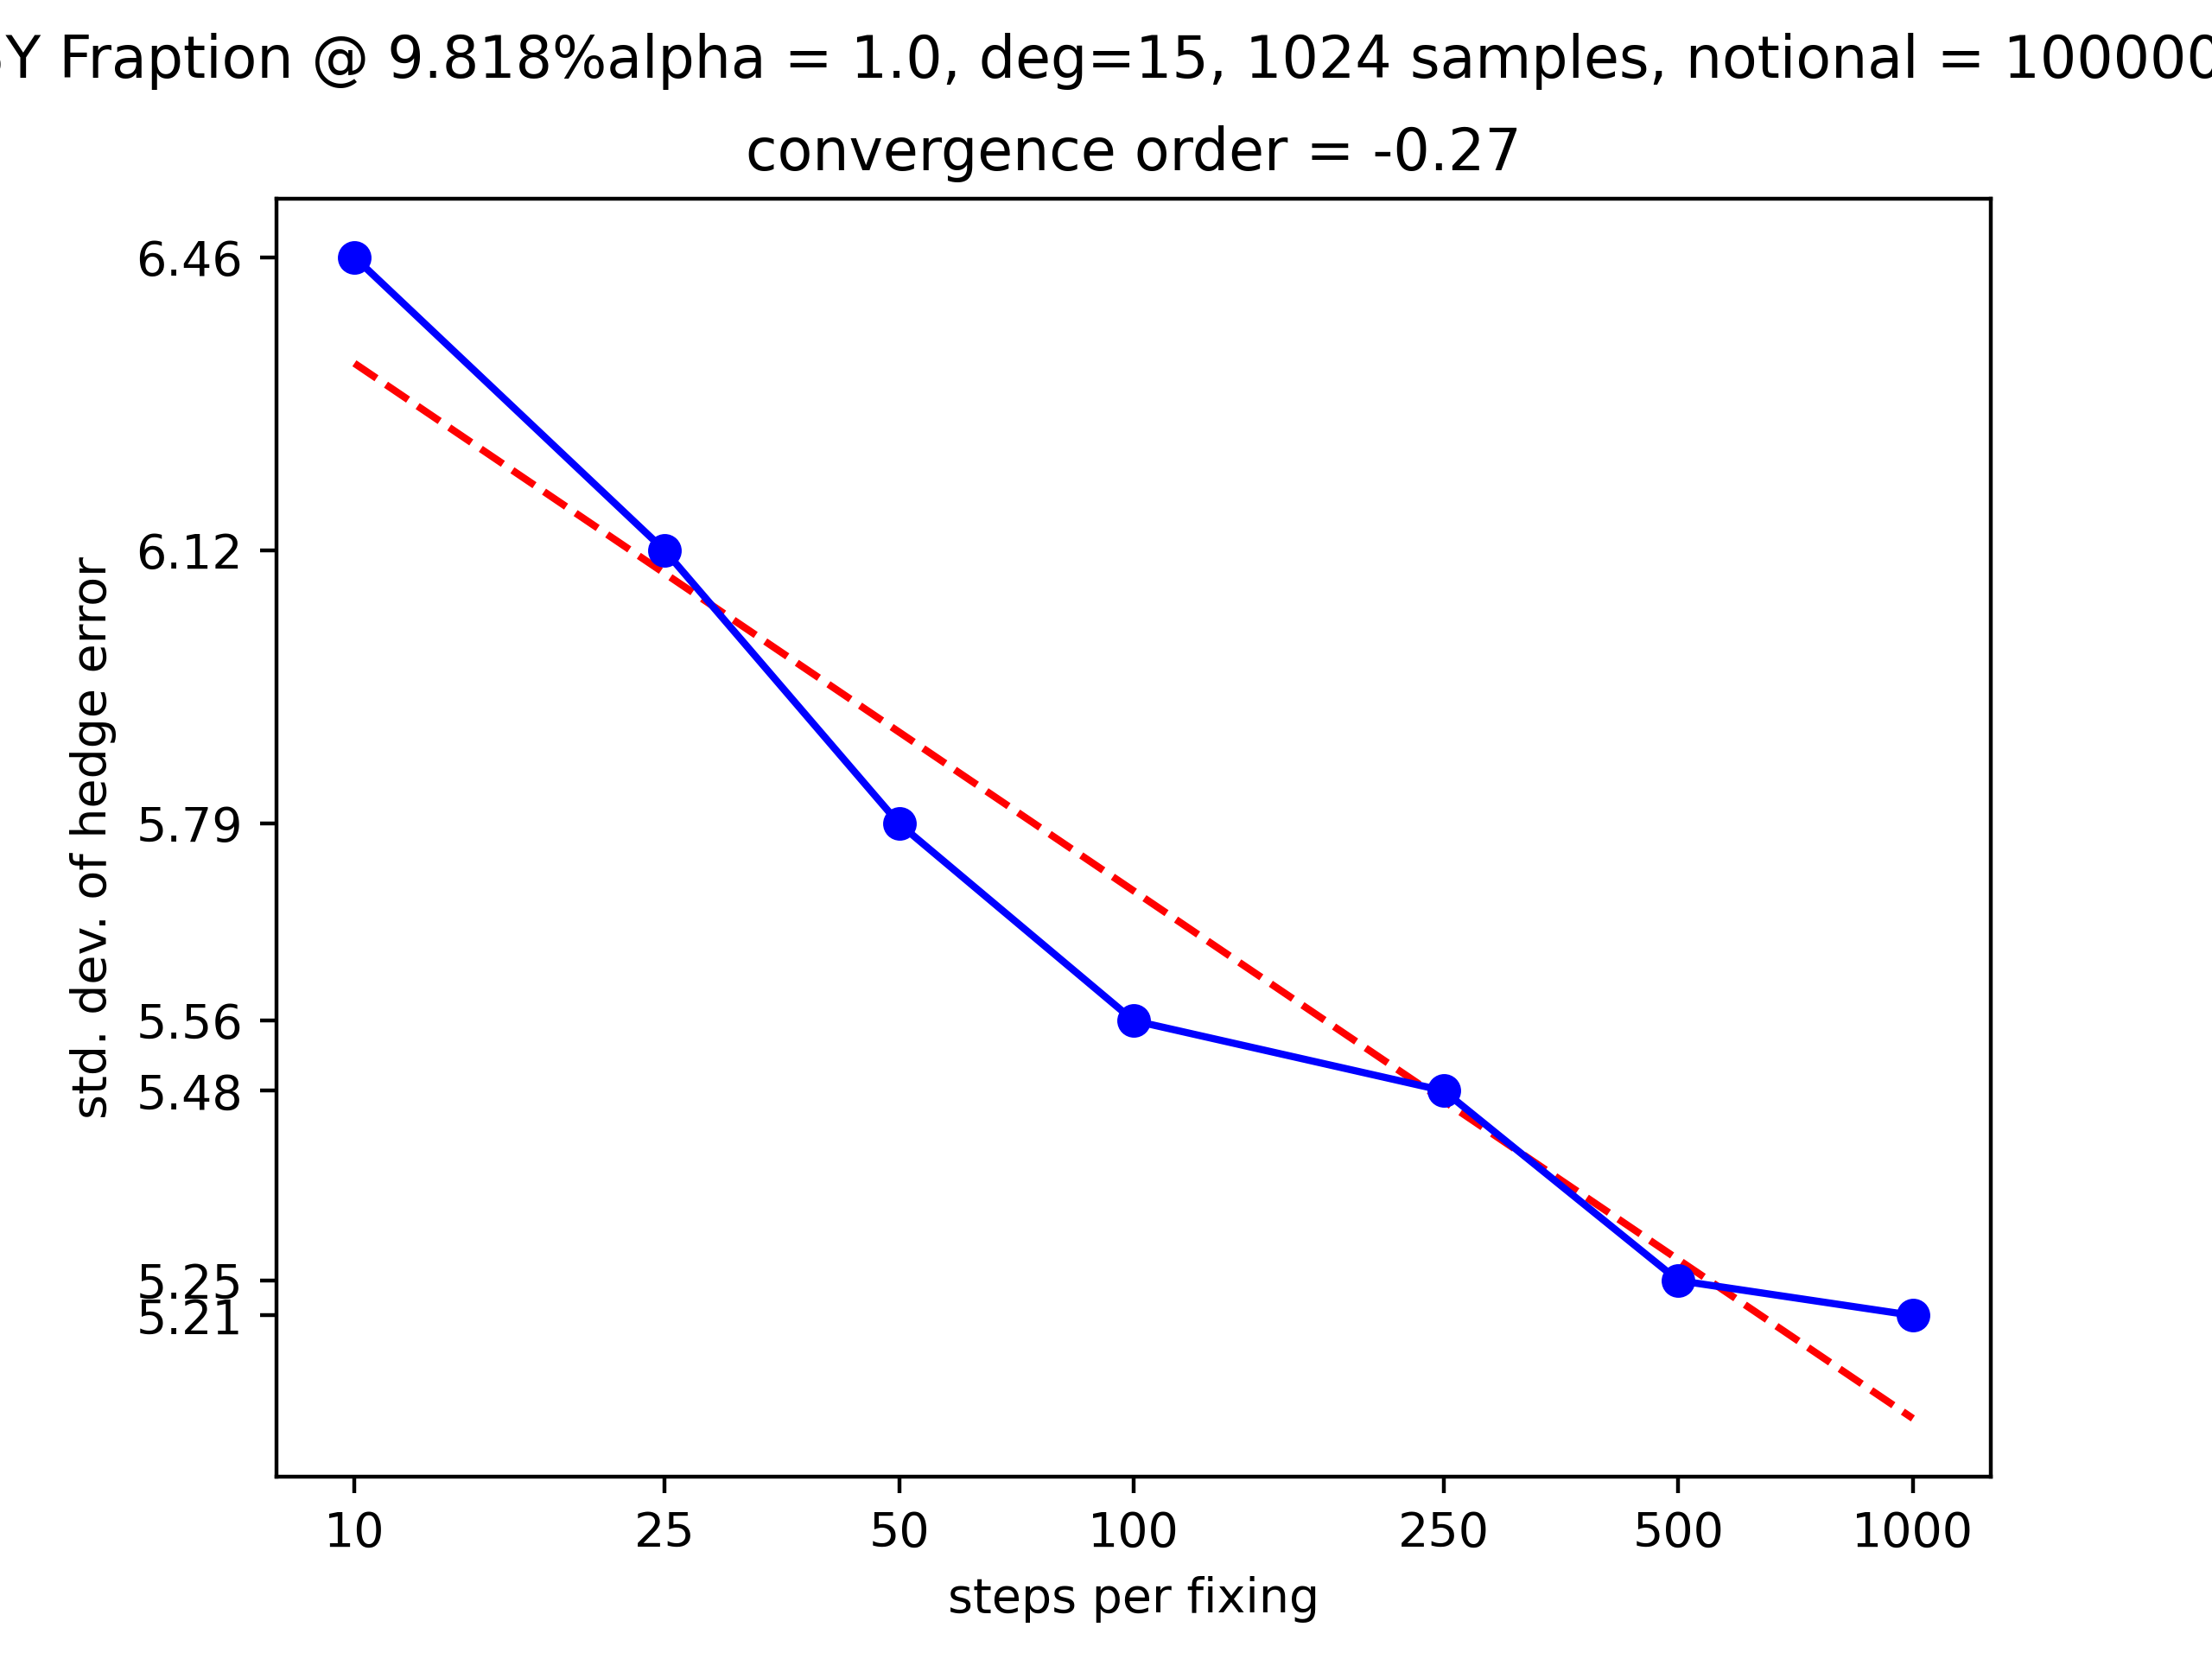 Y Fraption @ 9.818%alpha = 1.0, deg=15, 1024 samples, notional = 100000
convergence order = -0.27
6.46
6.12
5.79
5.56
5.48
5.25
5.21
std. dev. of hedge error
10 25 50 100 250 500 1000
steps per fixing